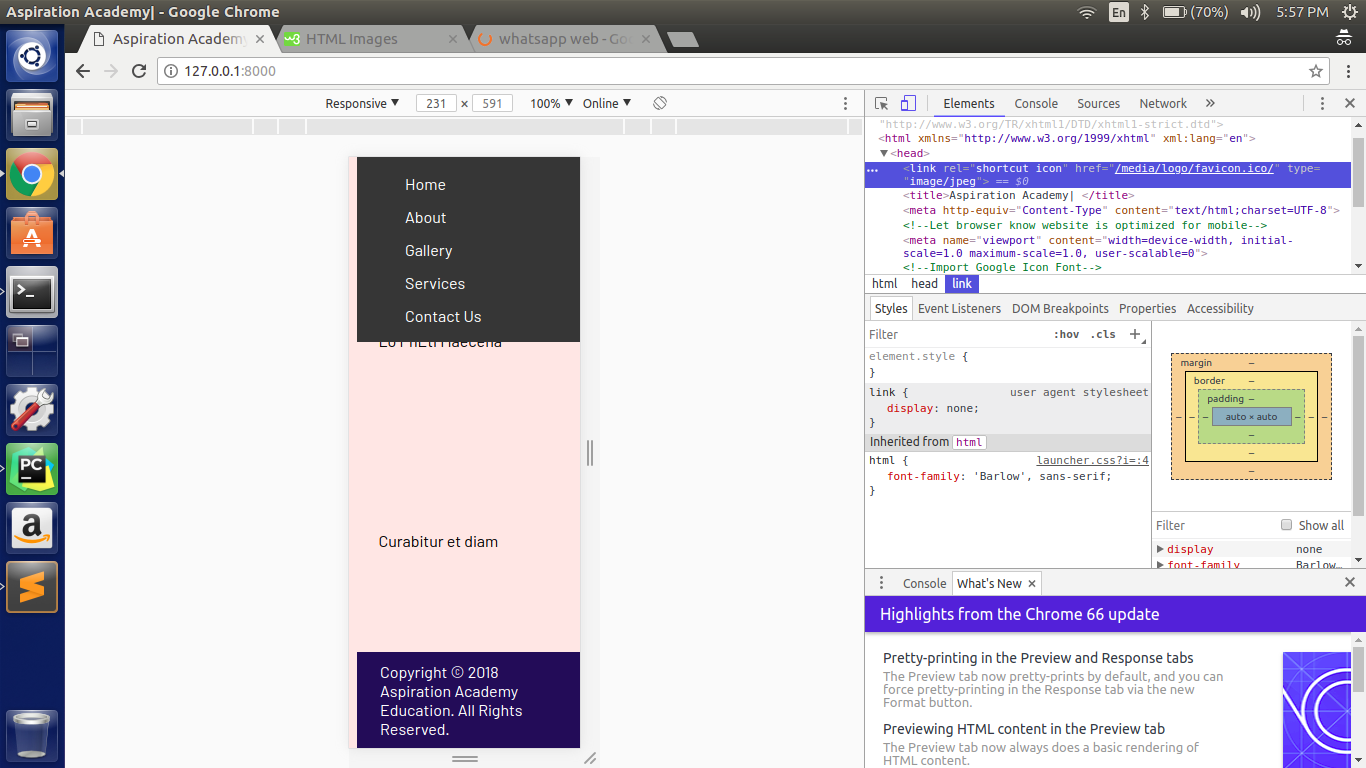 Aspiration Academy| - Google Chrome
En
(70%)
5:57 PM
Aspiration Academy
HTML Images
whatsapp web - Go
127.0.0.1:8000
Responsive
231 × 591
100%
Online
Home
About
Gallery
Services
Contact Us
Curabitur et diam
Copyright © 2018
Aspiration Academy
Education. All Rights
Reserved.
Elements Console Sources Network »
"http://www.w3.org/TR/xhtml1/DTD/xhtml1-strict.dtd">
<html xmlns="http://www.w3.org/1999/xhtml" xml:lang="en">
<head>
<link rel="shortcut icon" href="/media/logo/favicon.ico/" type=
"image/jpeg"> == $0
<title>Aspiration Academy| </title>
<meta http-equiv="Content-Type" content="text/html;charset=UTF-8">
<!--Let browser know website is optimized for mobile-->
<meta name="viewport" content="width=device-width, initial-
scale=1.0 maximum-scale=1.0, user-scalable=0">
<!--Import Google Icon Font-->
html head link
Styles Event Listeners DOM Breakpoints Properties Accessibility
Filter :hov .cls +
element.style {
}
link { user agent stylesheet
display: none;
}
Inherited from html
html { launcher.css?i=:4
font-family: 'Barlow', sans-serif;
}
margin –
border –
padding –
auto × auto
Filter Show all
display none
font-family Barlow…
Console What's New ×
Highlights from the Chrome 66 update
Pretty-printing in the Preview and Response tabs
The Preview tab now pretty-prints by default, and you can
force pretty-printing in the Response tab via the new
Format button.
Previewing HTML content in the Preview tab
The Preview tab now always does a basic rendering of
HTML content.